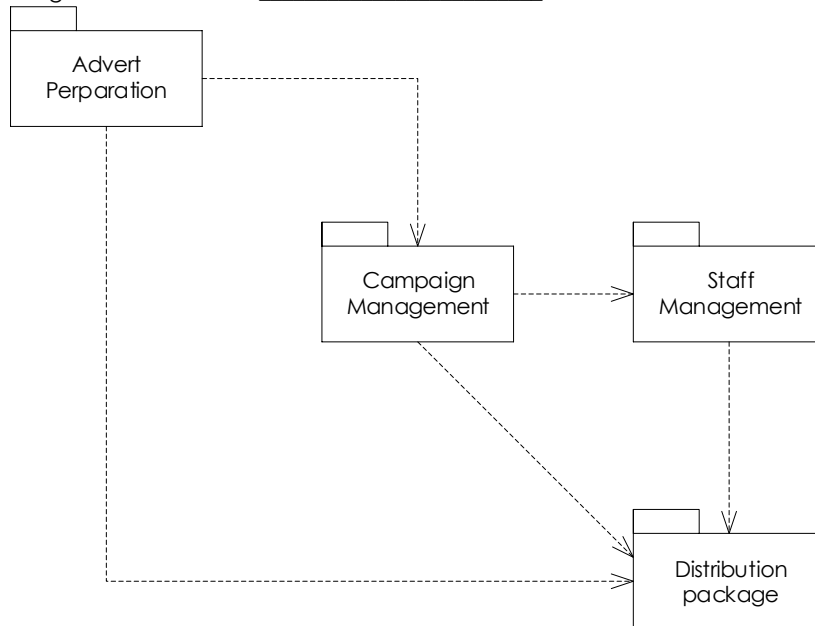 Advert
Perparation
Campaign
Management
Staff
Management
Distribution
package